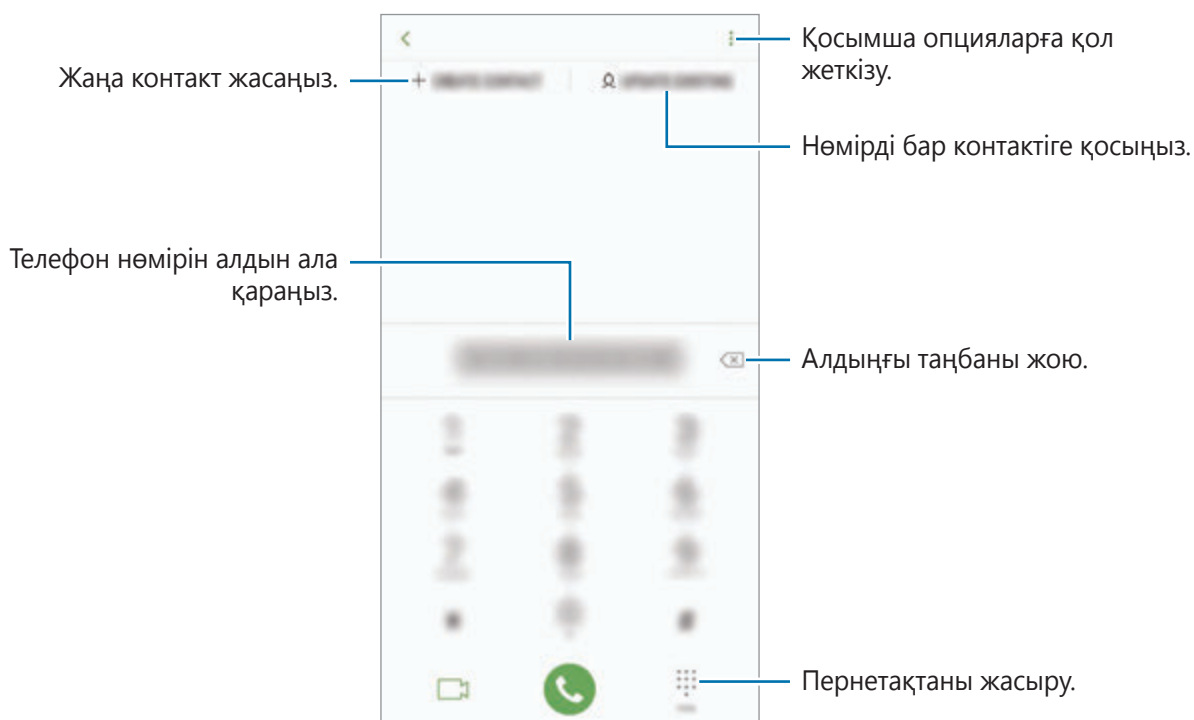 Қосымша опцияларға қол
жеткізу.
Жаңа контакт жасаңыз.
Нөмірді бар контактіге қосыңыз.
Телефон нөмірін алдын ала
қараңыз.
Алдыңғы таңбаны жою.
Пернетақтаны жасыру.